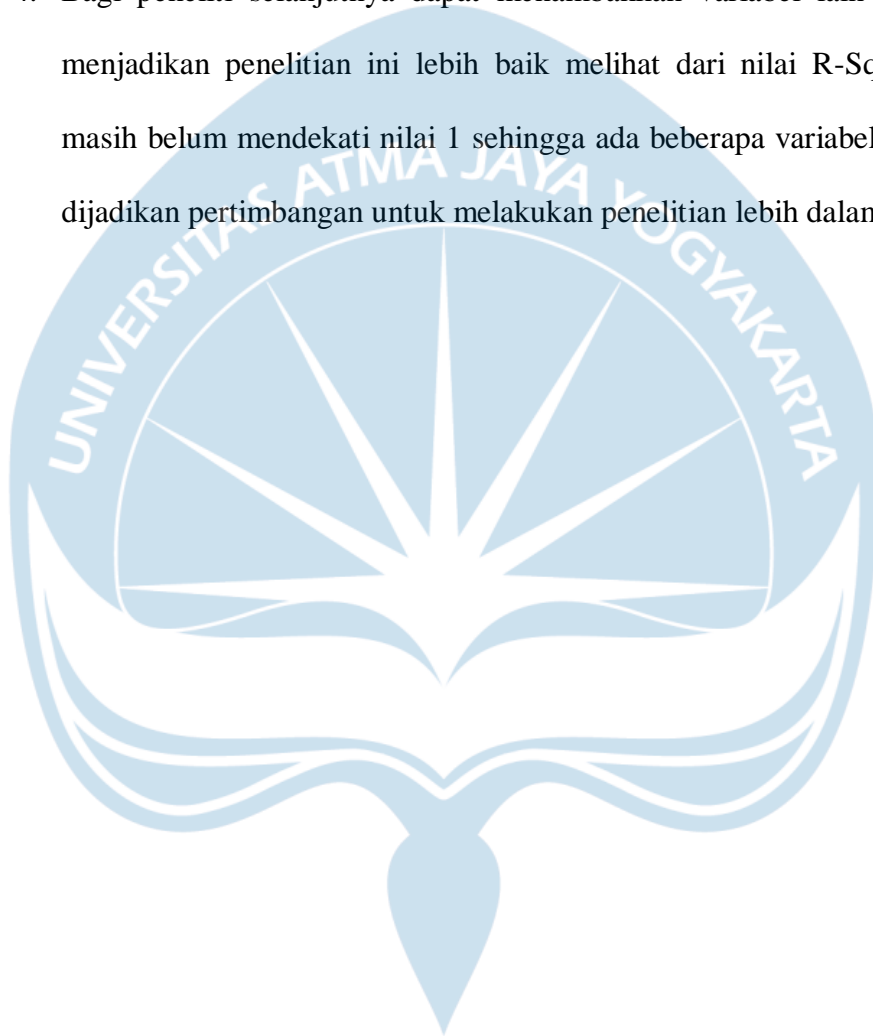 4. Bagi peneliti selanjutnya dapat menambahkan variabel lain
menjadikan penelitian ini lebih baik melihat dari nilai R-Sq
masih belum mendekati nilai 1 sehingga ada beberapa variabel
dijadikan pertimbangan untuk melakukan penelitian lebih dalam
UNIVERSITAS ATMA JAYA YOGYAKARTA